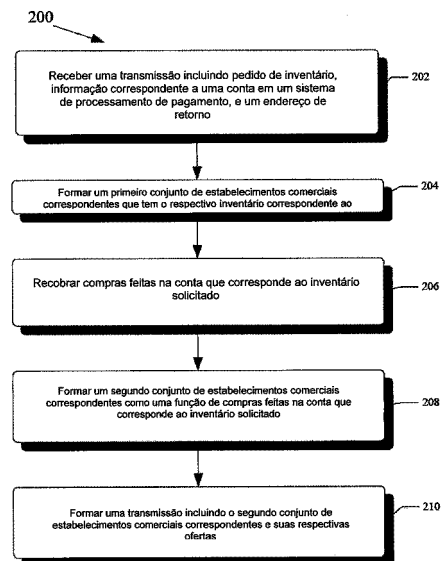 200
Receber uma transmissão incluindo pedido de inventário,
informação correspondente a uma conta em um sistema
de processamento de pagamento, e um endereço de
retorno
202
Formar um primeiro conjunto de estabelecimentos comerciais
correspondentes que tem o respectivo inventário correspondente ao
204
Recobrar compras feitas na conta que corresponde ao inventário
solicitado
206
Formar um segundo conjunto de estabelecimentos comerciais
correspondentes como uma função de compras feitas na conta que
corresponde ao inventário solicitado
208
Formar uma transmissão incluindo o segundo conjunto de
estabelecimentos comerciais correspondentes e suas respectivas
ofertas
210